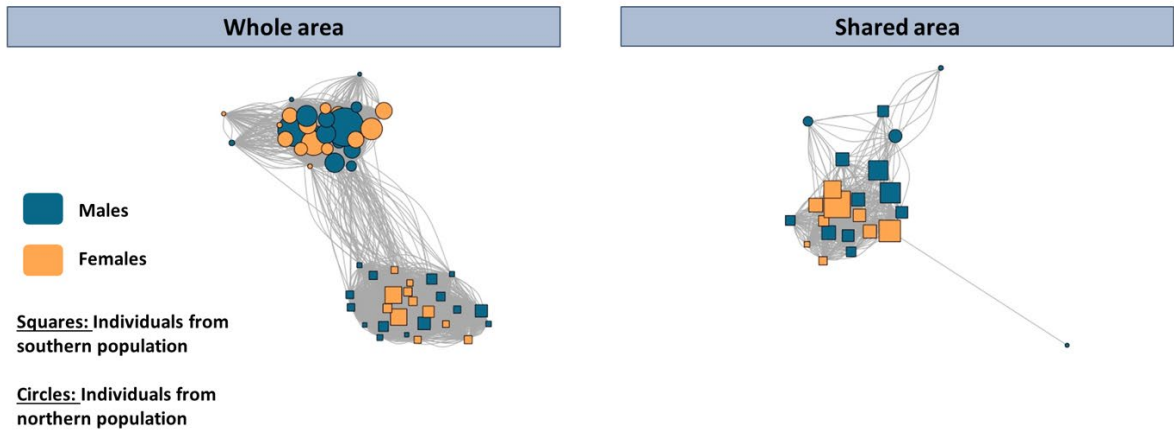 Whole area
Shared area
Males
Females
Squares: Individuals from
southern population
Circles: Individuals from
northern population